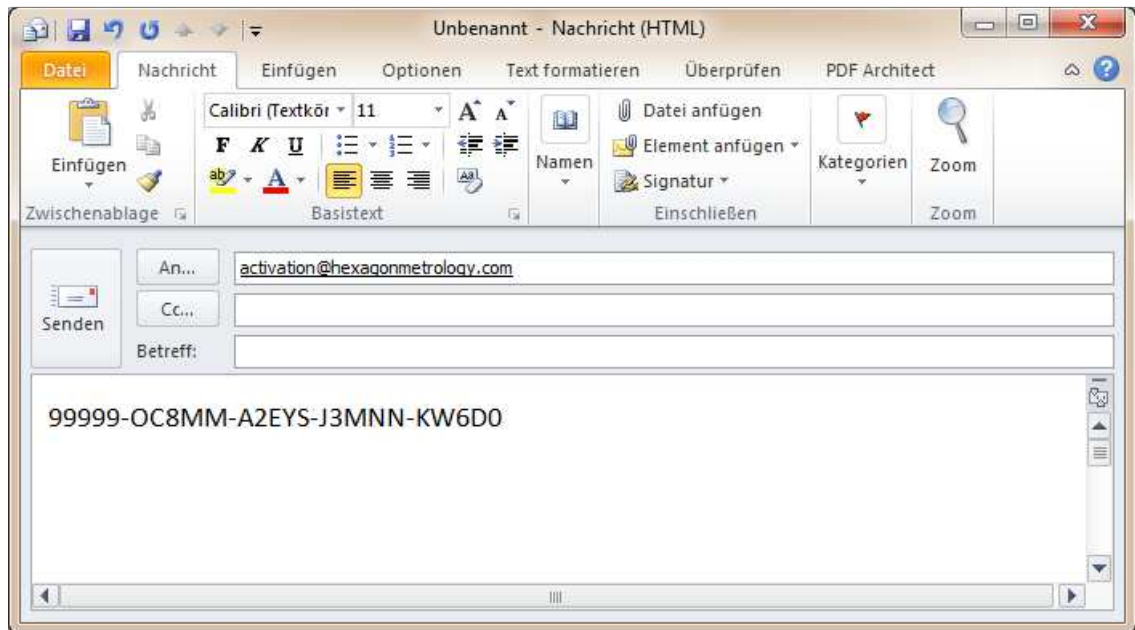 Unbenannt - Nachricht (HTML)
Datei Nachricht Einfügen Optionen Text formatieren Überprüfen PDF Architect
Calibri (Textkör 11 A A
Einfügen
F K U
ab A Aa
Namen
Datei anfügen
Element anfügen
Signatur
Kategorien
Zoom
Zwischenablage Basistext Einschließen Zoom
Senden
An... activation@hexagonmetrology.com
Cc...
Betreff:
99999-OC8MM-A2EYS-J3MNN-KW6D0